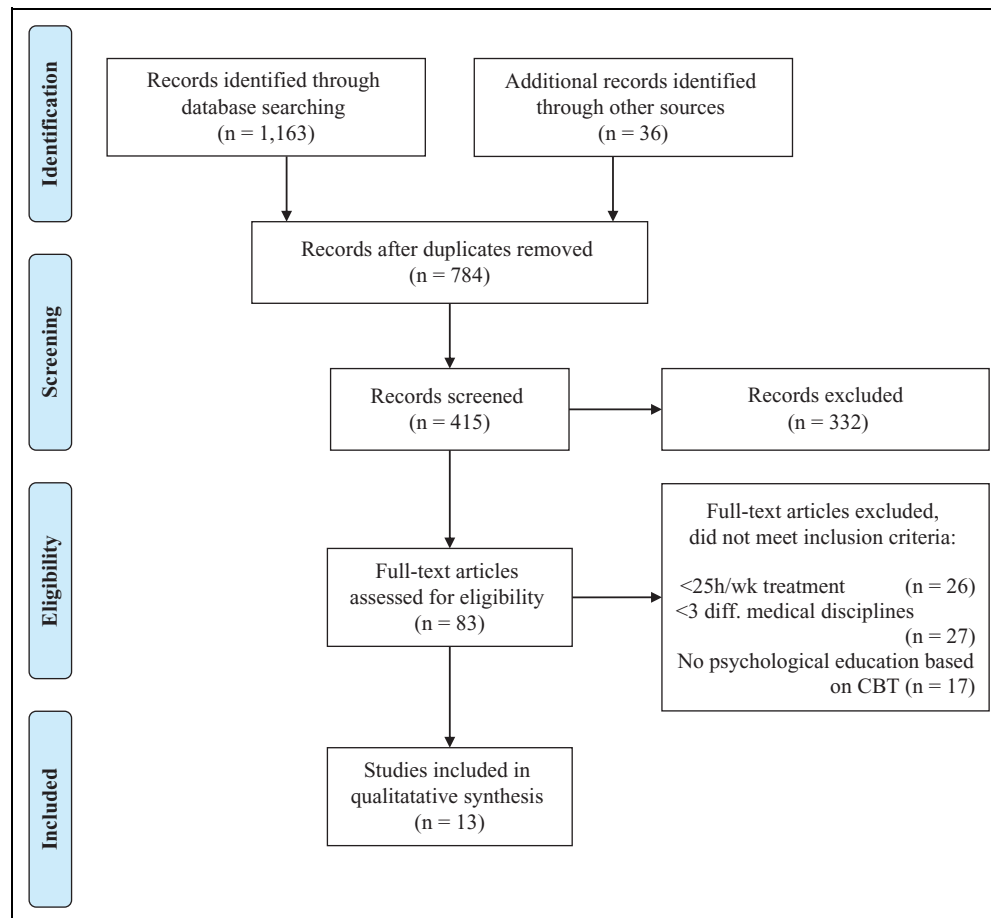 Identification
Records identified through
database searching
(n = 1,163)
Additional records identified
through other sources
(n = 36)
Records after duplicates removed
(n = 784)
Screening
Records screened
(n = 415)
Records excluded
(n = 332)
Eligibility
Full-text articles
assessed for eligibility
(n = 83)
Full-text articles excluded,
did not meet inclusion criteria:
<25h/wk treatment (n = 26)
<3 diff. medical disciplines
(n = 27)
No psychological education based
on CBT (n = 17)
Included
Studies included in
qualitatative synthesis
(n = 13)